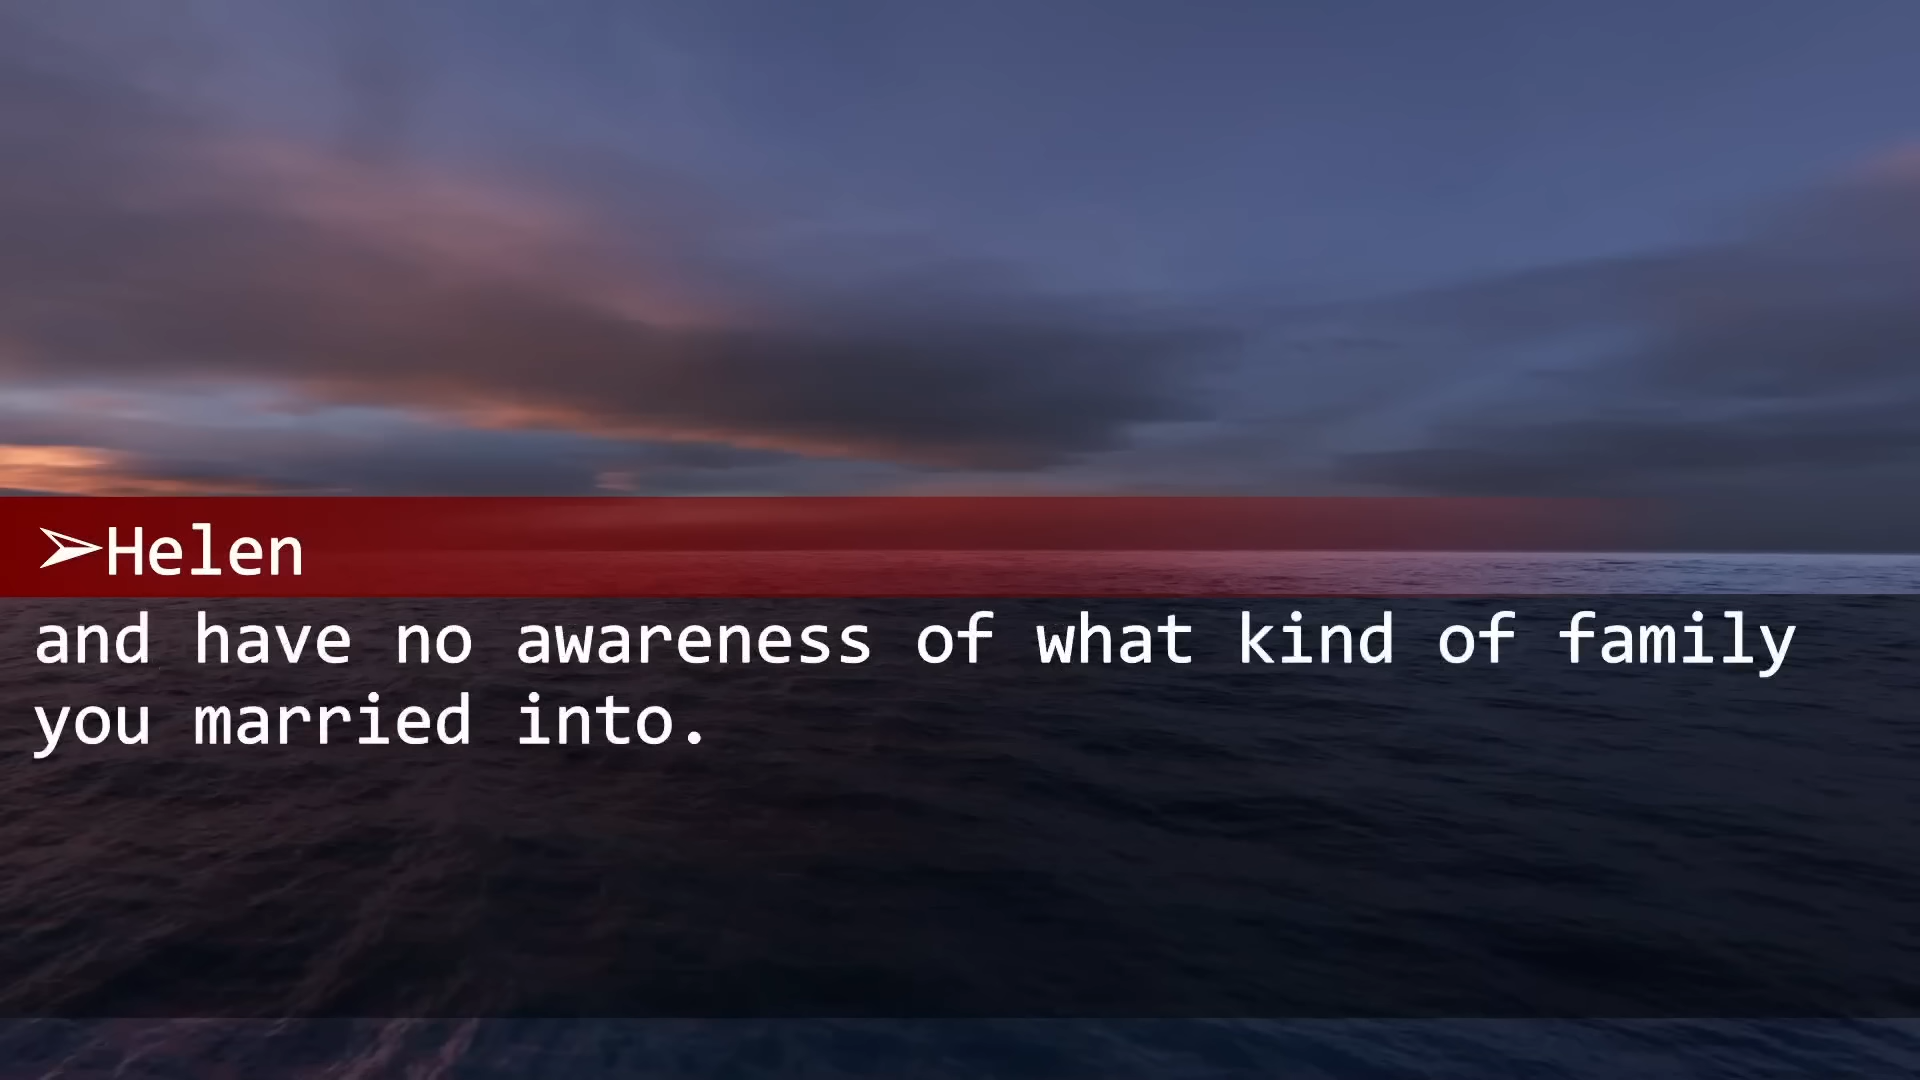 ➢Helen
and have no awareness of what kind of family
you married into.